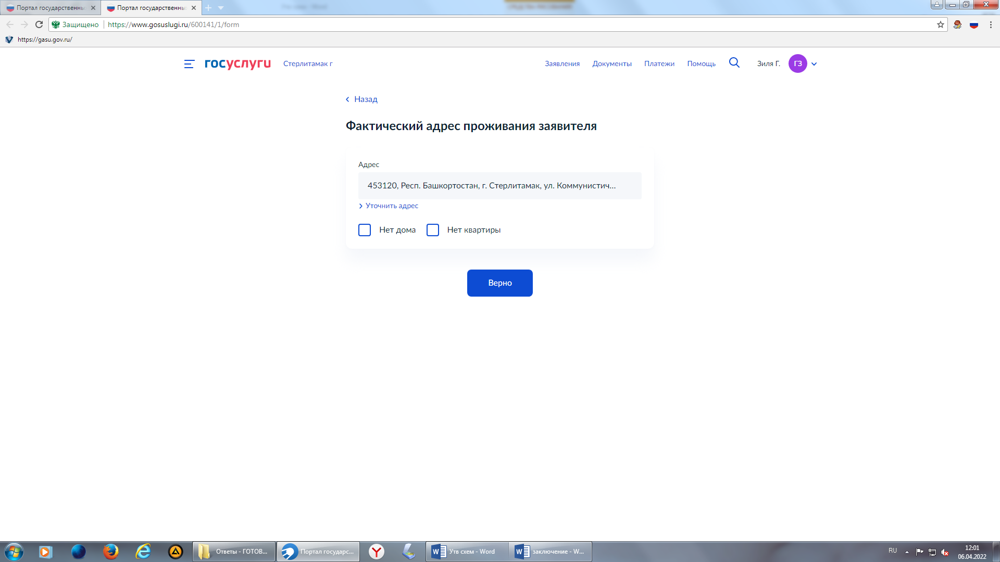 Портал государственны
Портал государственны
Защищено
https://www.gosuslugi.ru/600141/1/form
https://gasu.gov.ru/
госуслуги
Стерлитамак г
Заявления
Документы
Платежи
Помощь
Зиля Г.
ГЗ
Назад
Фактический адрес проживания заявителя
Адрес
453120, Респ. Башкортостан, г. Стерлитамак, ул. Коммунистич...
Уточнить адрес
Нет дома
Нет квартиры
Верно
Ответы - ГОТОВ...
Портал государс...
Утв схем - Word
заключение - W...
RU
12:01
06.04.2022